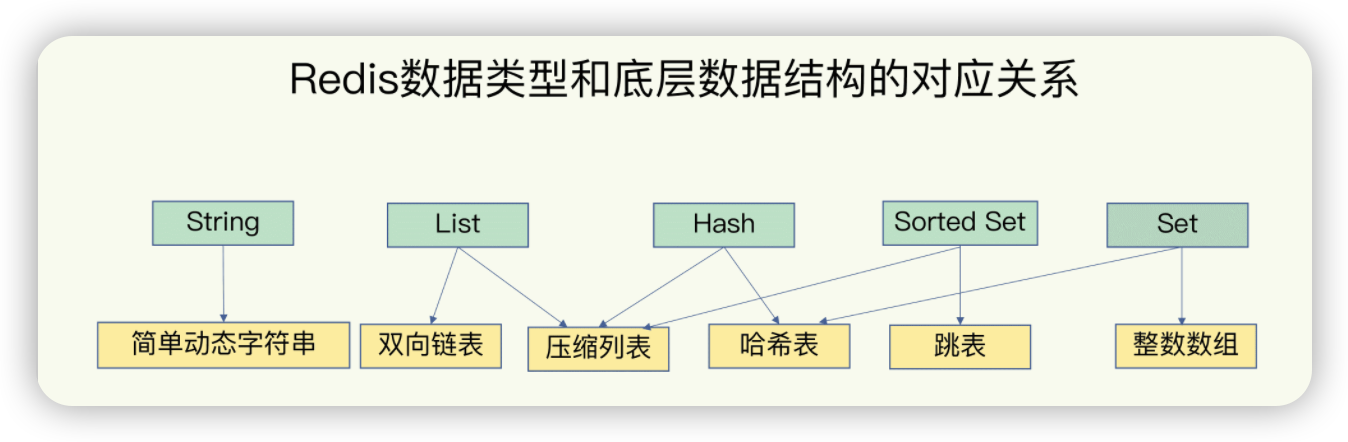 Redis数据类型和底层数据结构的对应关系
String
List
Hash
Sorted Set
Set
简单动态字符串
双向链表
压缩列表
哈希表
跳表
整数数组